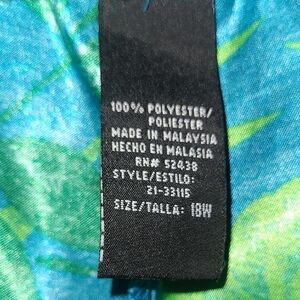 100% POLYESTER/
POLIESTER
MADE IN MALAYSIA
HECHO EN MALASIA
RN# 52438
STYLE/ESTILO:
21-33115
SIZE/TALLA: 18W